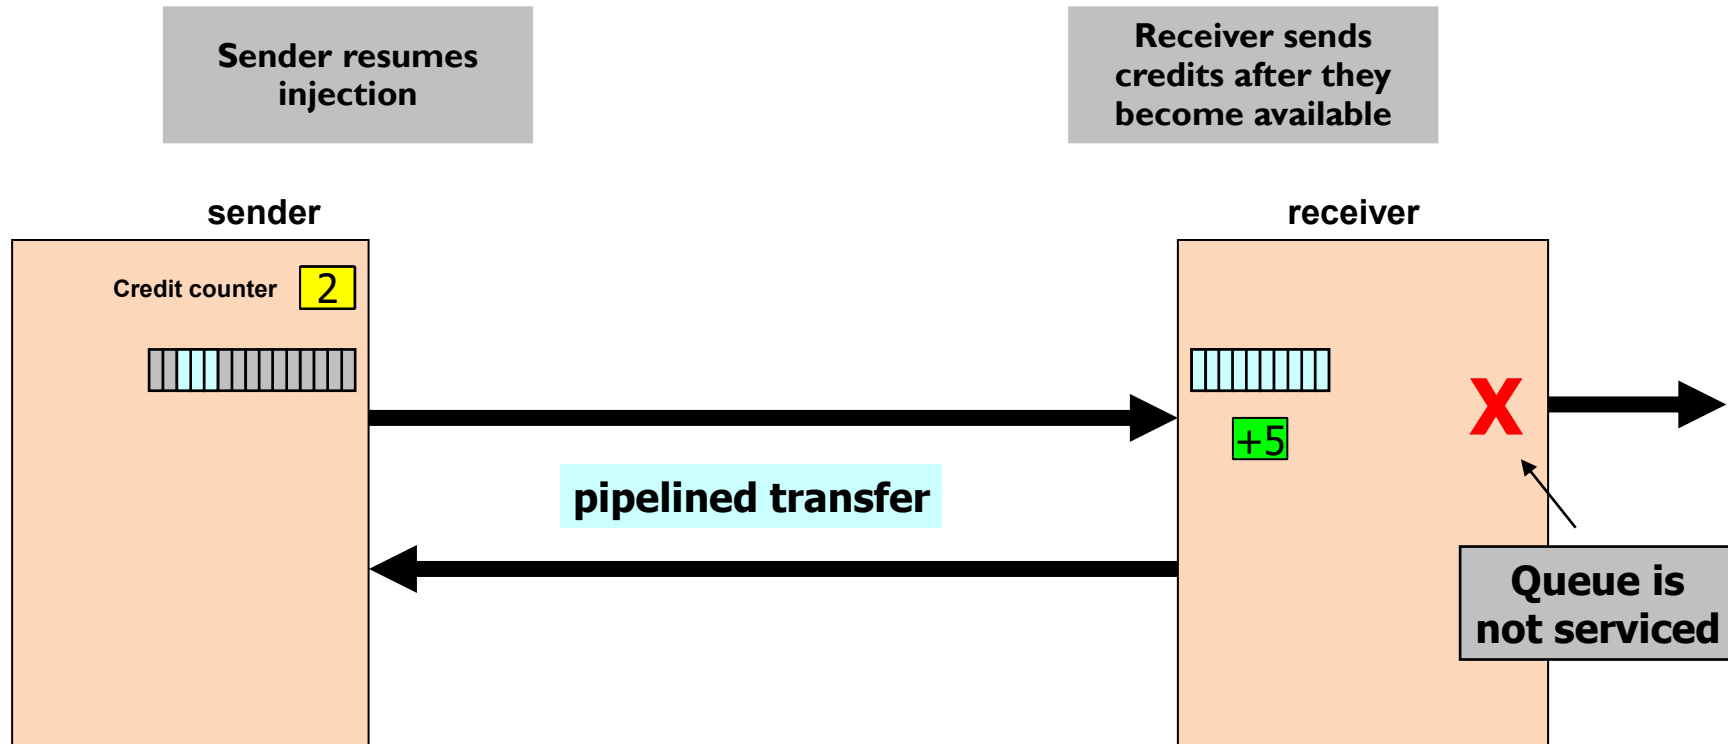 Sender resumes
injection
Receiver sends
credits after they
become available
sender
receiver
Credit counter
2
X
+5
pipelined transfer
Queue is
not serviced